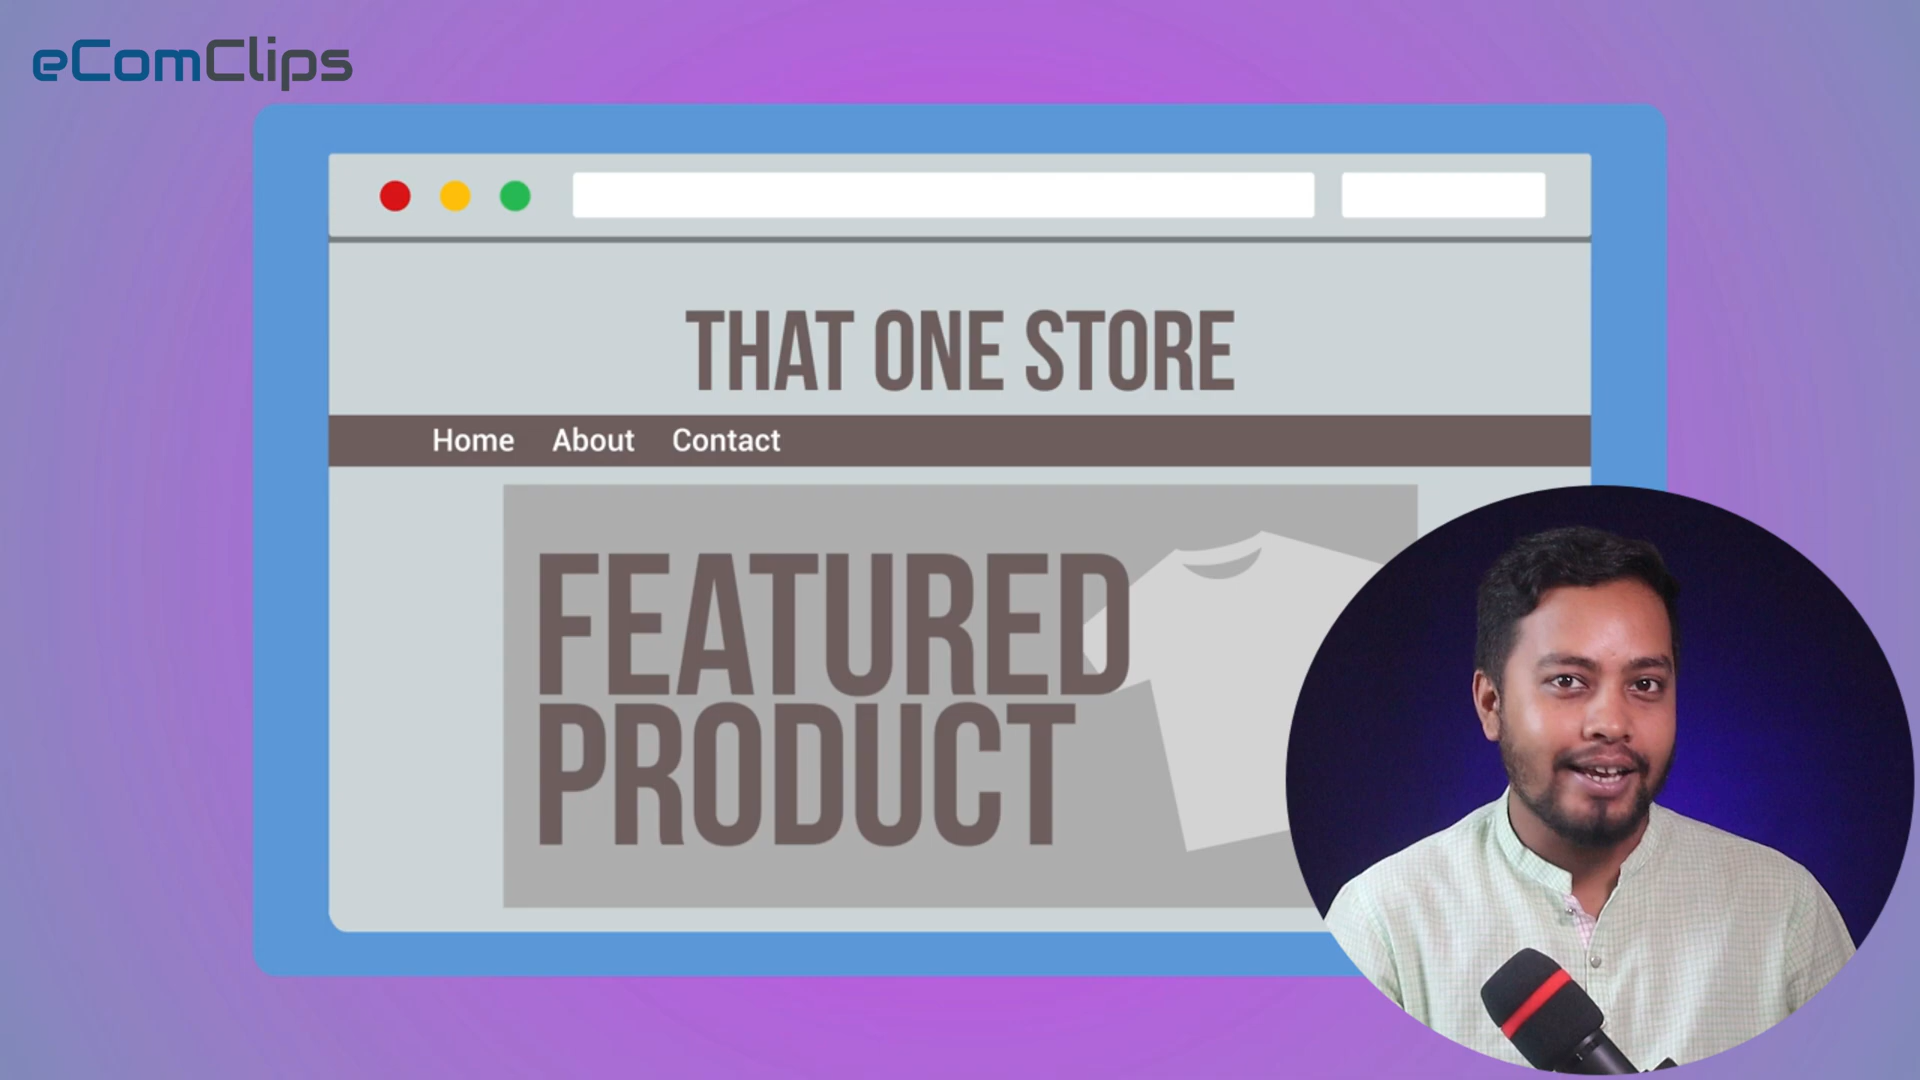 eComClips
THAT ONE STORE
Home About Contact
FEATURED
PRODUCT